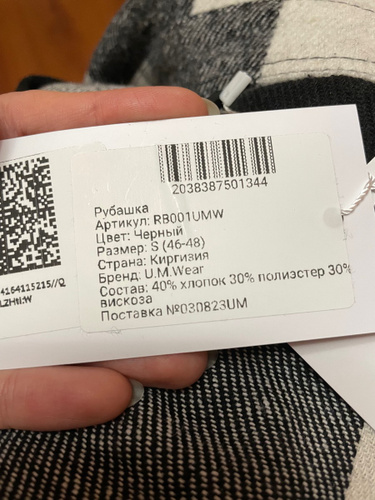 2038387501344
Рубашка
Артикул: RB001UMW
Цвет: Черный
Размер: S (46-48)
Страна: Киргизия
Бренд: U.M.Wear
Состав: 40% хлопок 30% полиэстер 30%
вискоза
Поставка №030823UM
4164115215//Q